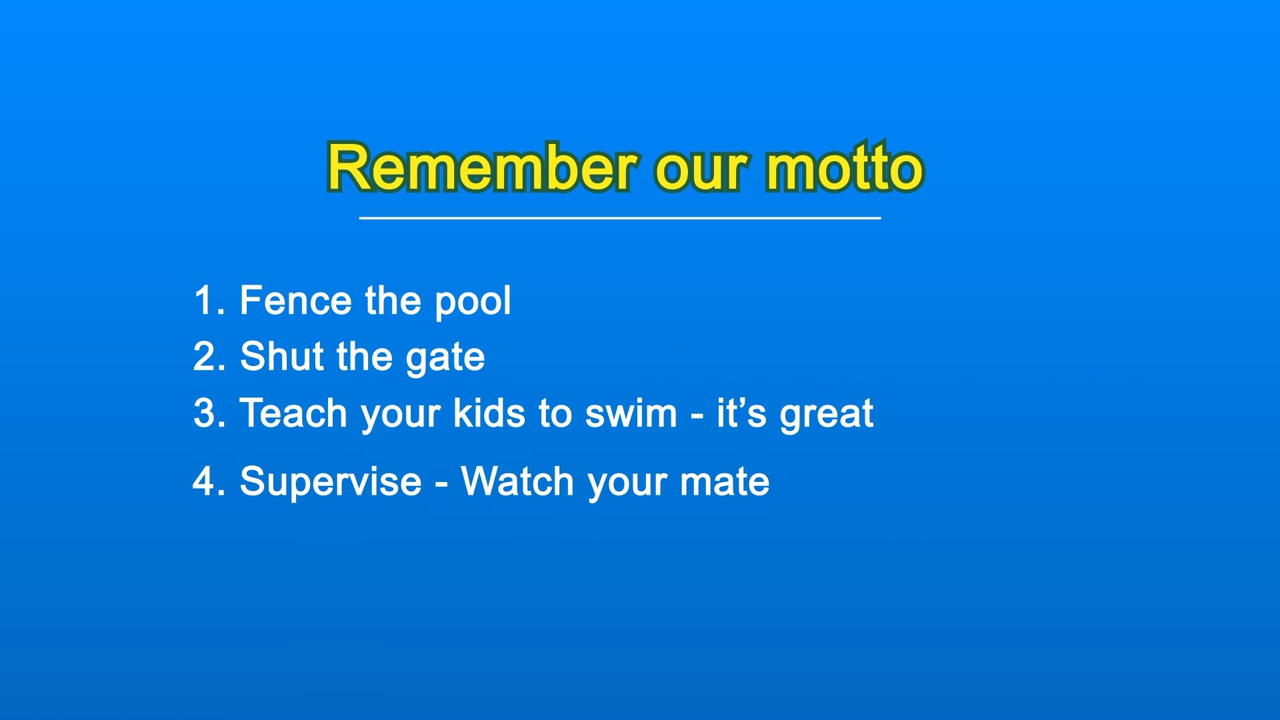 Remember our motto
1. Fence the pool
2. Shut the gate
3. Teach your kids to swim - it’s great
4. Supervise - Watch your mate